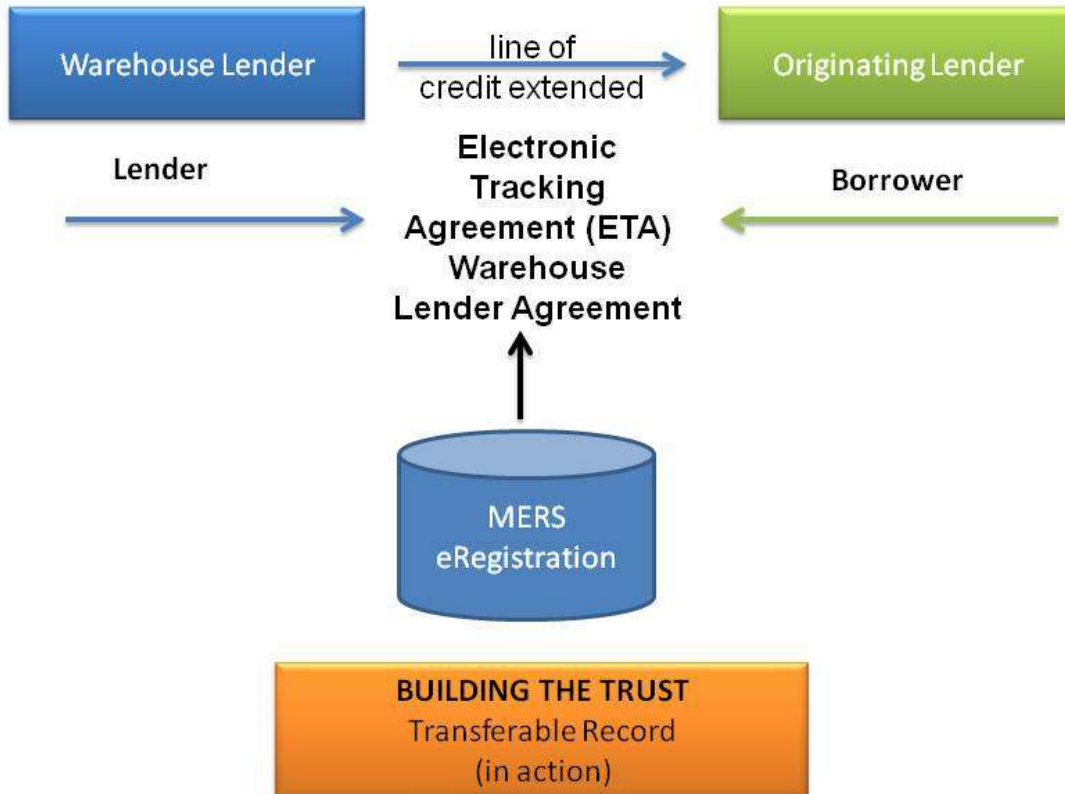 Warehouse Lender
line of
credit extended
Originating Lender
Lender
Electronic
Tracking
Agreement (ETA)
Warehouse
Lender Agreement
Borrower
MERS
eRegistration
BUILDING THE TRUST
Transferable Record
(in action)